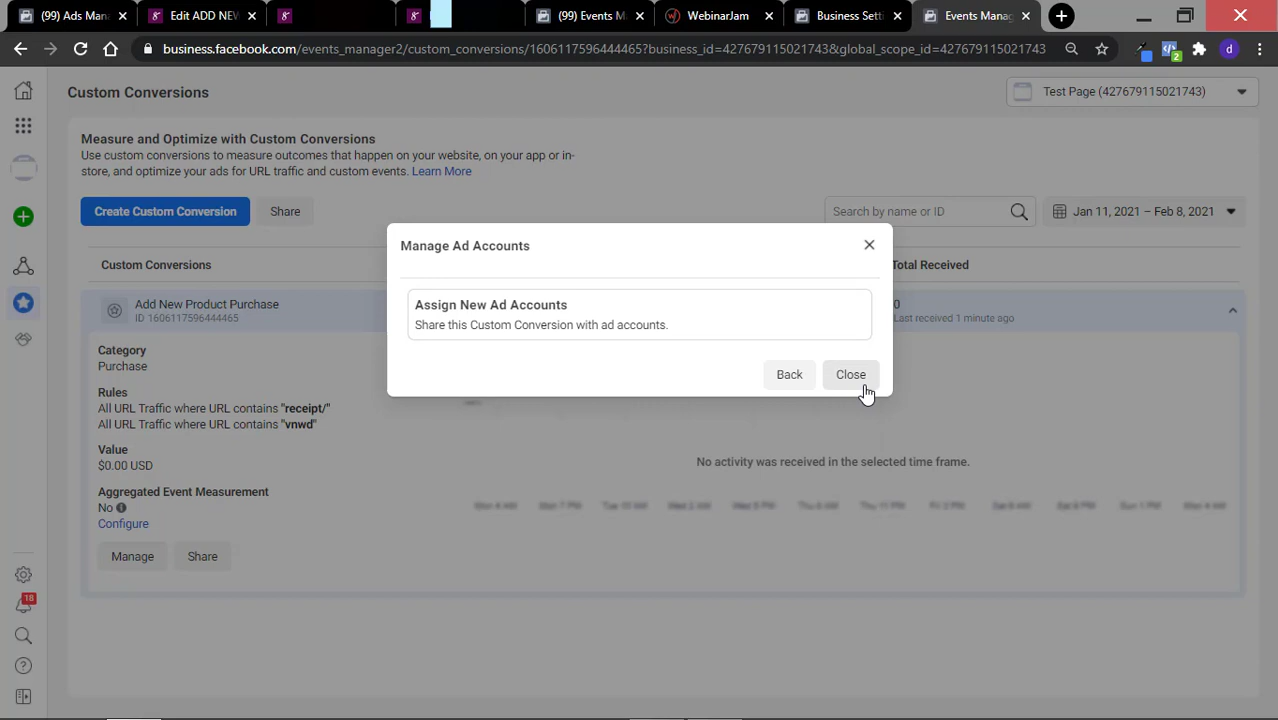 (99) Ads Mana
Edit ADD NEW
(99) Events M
WebinarJam
Business Setti
Events Manag
business.facebook.com/events_manager2/custom_conversions/1606117596444465?business_id=427679115021743&global_scope_id=427679115021743
2
d
Custom Conversions
Test Page (427679115021743)
Measure and Optimize with Custom Conversions
Use custom conversions to measure outcomes that happen on your website, on your app or in-
store, and optimize your ads for URL traffic and custom events. Learn More
Create Custom Conversion
Share
Search by name or ID
Jan 11, 2021 – Feb 8, 2021
Custom Conversions
Total Received
Add New Product Purchase
ID 1606117596444465
0
Last received 1 minute ago
Manage Ad Accounts
Assign New Ad Accounts
Share this Custom Conversion with ad accounts.
Back
Close
Category
Purchase
Rules
All URL Traffic where URL contains "receipt/"
All URL Traffic where URL contains "vnwd"
Value
$0.00 USD
Aggregated Event Measurement
No
Configure
Manage
Share
No activity was received in the selected time frame.
18